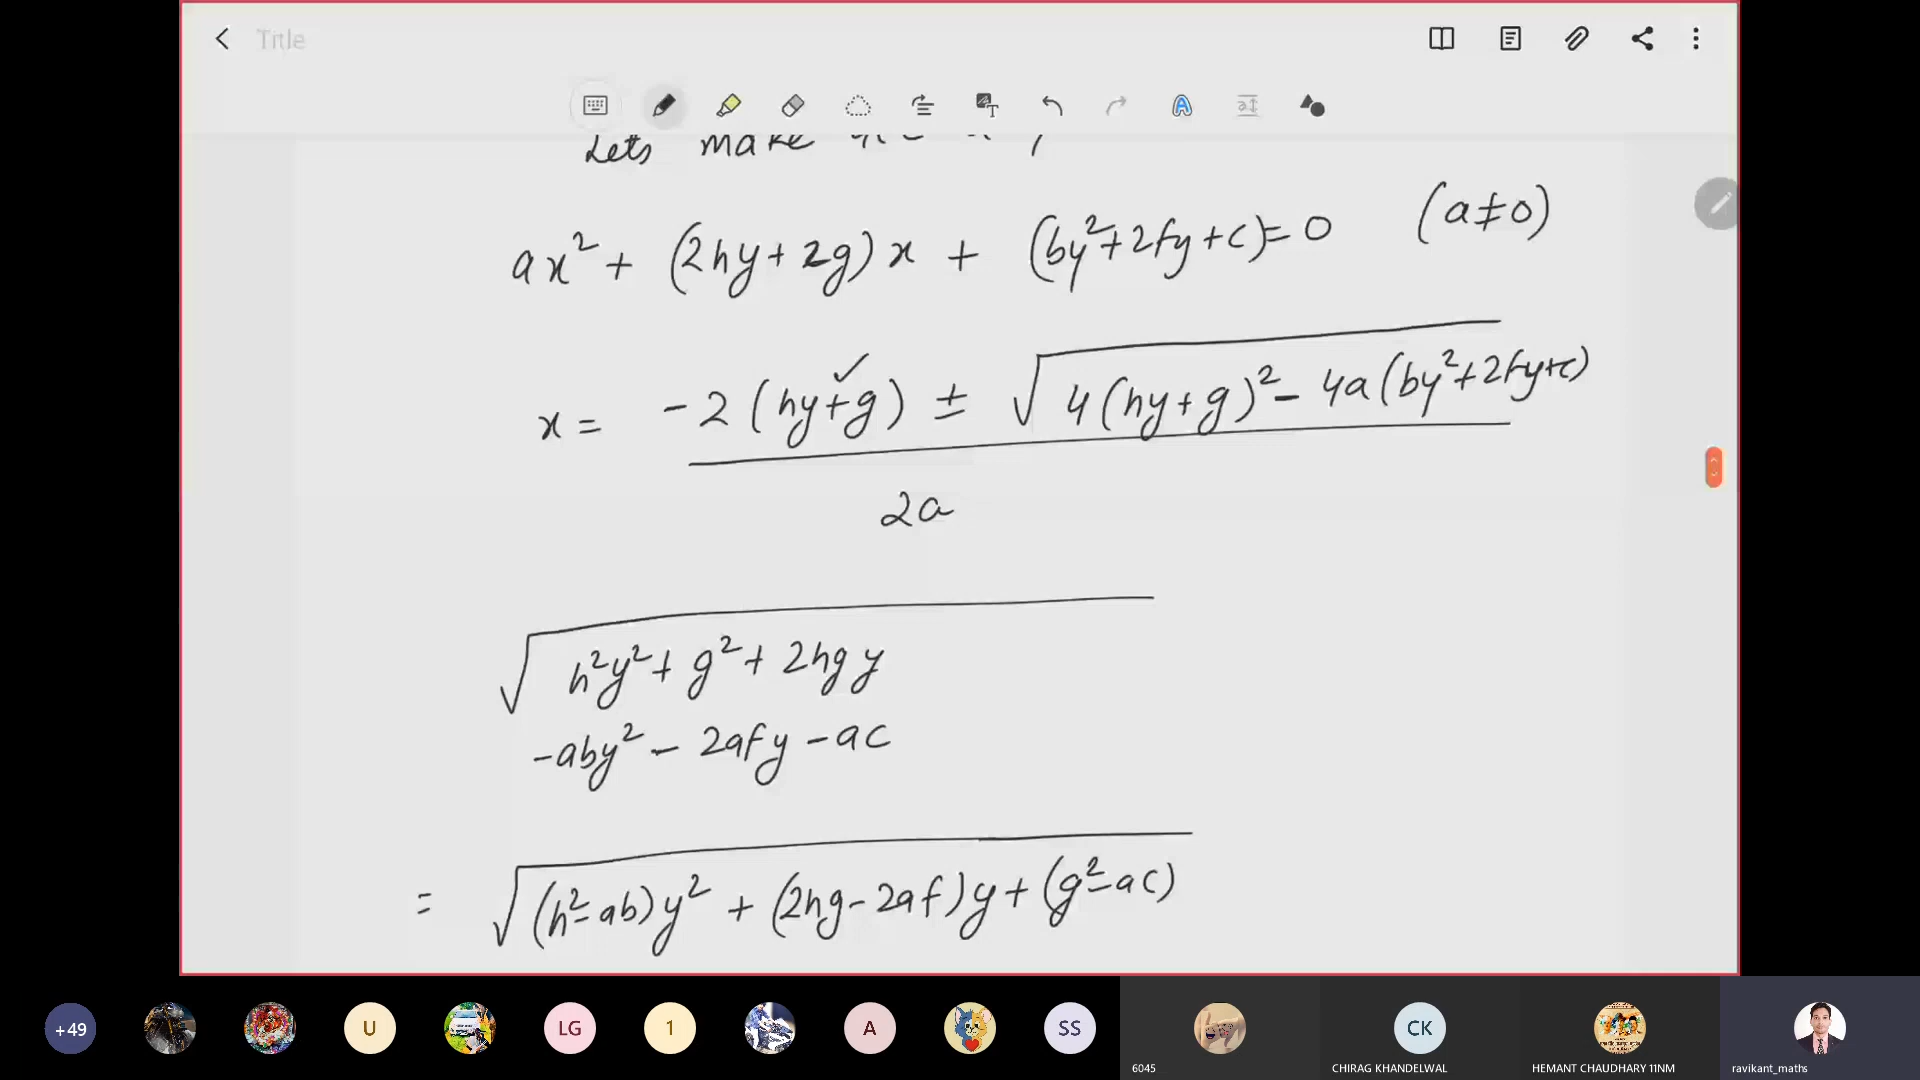 Title
Lets make
ax² + (2hy+2g)x + (by²+2fy+c)=0 (a≠0)
x = -2(hy+g) ± √4(hy+g)² - 4a(by²+2fy+c)
2a
√h²y²+g²+2hgy
-aby² - 2afy - ac
= √(h²-ab)y² + (2hg-2af)y + (g²-ac)
+49 U LG 1 A SS 6045 CK CHIRAG KHANDELWAL HEMANT CHAUDHARY 11NM ravikant_maths